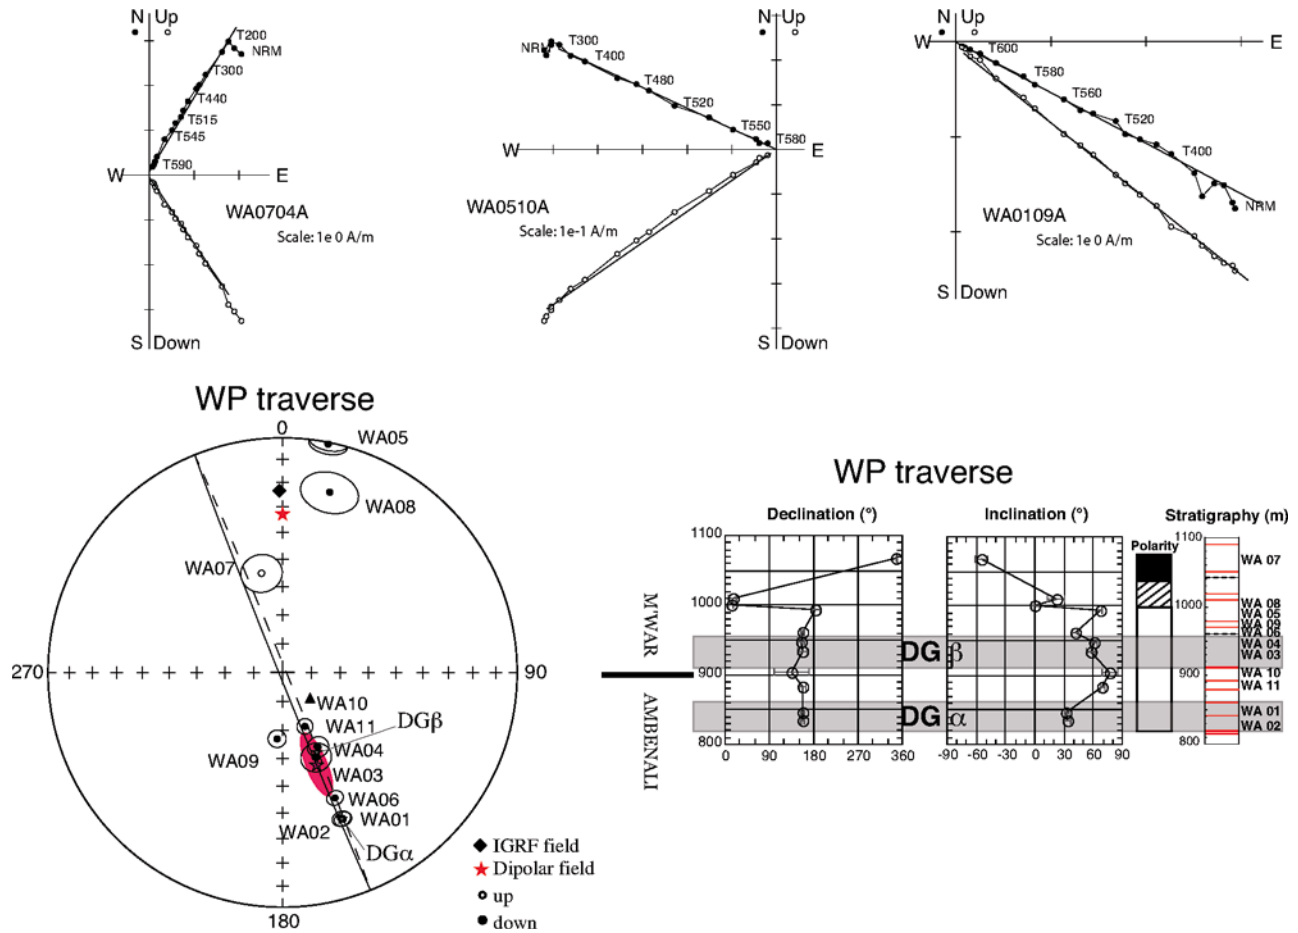 N Up
T200
NRM
T300
T440
T515
T545
T590
W E
WA0704A
Scale: 1e 0 A/m
S Down
N Up
T300
NRM
T400
T480
T520
T550
T580
W E
WA0510A
Scale: 1e-1 A/m
S Down
N Up
W E
T600
T580
T560
T520
T400
NRM
WA0109A
Scale: 1e 0 A/m
S Down
WP traverse
0
WA05
WA08
WA07
270 90
WA10
WA11
DGβ
WA04
WA09
WA03
WA06
WA01
WA02
DGα
180
IGRF field
Dipolar field
up
down
WP traverse
Declination (°) Inclination (°) Stratigraphy (m)
1100
1000
900
800
0 90 180 270 360
-90 -60 -30 0 30 60 90
M'WAR
AMBENALI
DG β
DG α
Polarity
1100
1000
900
800
WA 07
WA 08
WA 05
WA 09
WA 06
WA 04
WA 03
WA 10
WA 11
WA 01
WA 02